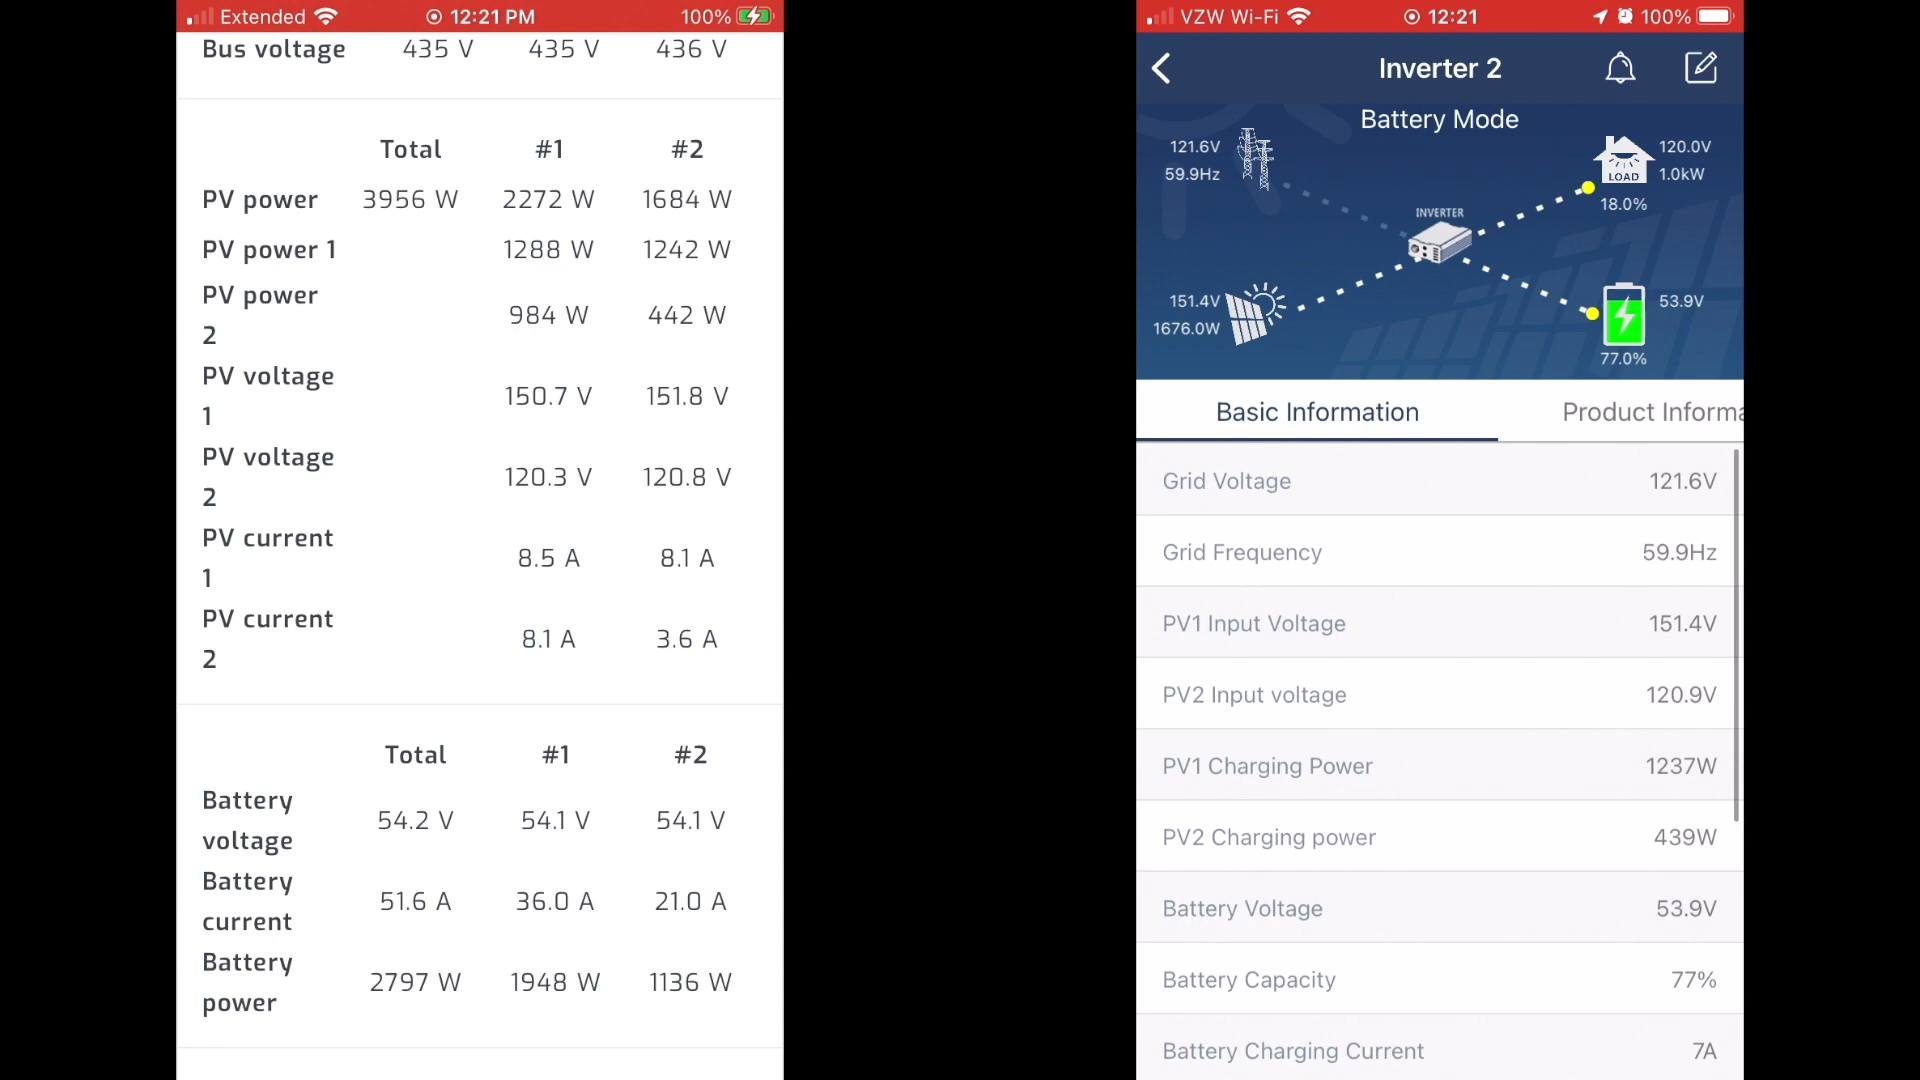 Extended 12:21 PM 100%
Bus voltage 435 V 435 V 436 V
Total #1 #2
PV power 3956 W 2272 W 1684 W
PV power 1 1288 W 1242 W
PV power
2 984 W 442 W
PV voltage
1 150.7 V 151.8 V
PV voltage
2 120.3 V 120.8 V
PV current
1 8.5 A 8.1 A
PV current
2 8.1 A 3.6 A
Total #1 #2
Battery
voltage 54.2 V 54.1 V 54.1 V
Battery
current 51.6 A 36.0 A 21.0 A
Battery
power 2797 W 1948 W 1136 W
VZW Wi-Fi 12:21 100%
Inverter 2
Battery Mode
121.6V
59.9Hz
LOAD
120.0V
1.0kW
18.0%
INVERTER
151.4V
1676.0W
53.9V
77.0%
Basic Information Product Informa
Grid Voltage 121.6V
Grid Frequency 59.9Hz
PV1 Input Voltage 151.4V
PV2 Input voltage 120.9V
PV1 Charging Power 1237W
PV2 Charging power 439W
Battery Voltage 53.9V
Battery Capacity 77%
Battery Charging Current 7A